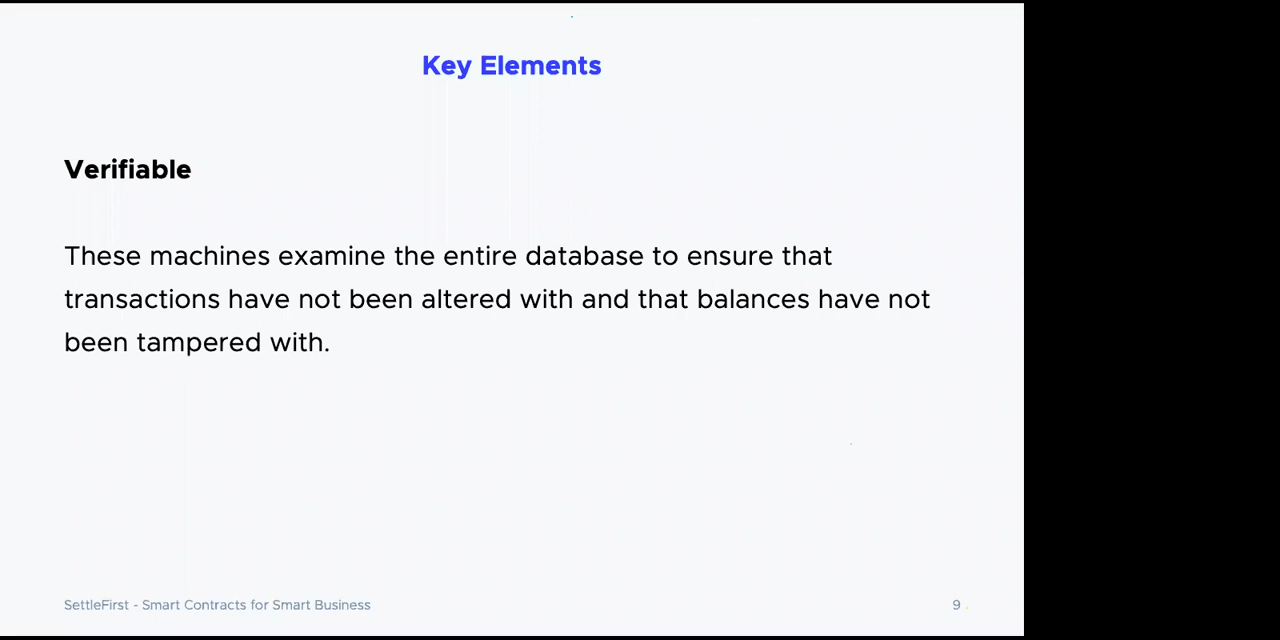 Key Elements
Verifiable
These machines examine the entire database to ensure that
transactions have not been altered with and that balances have not
been tampered with.
SettleFirst - Smart Contracts for Smart Business
9